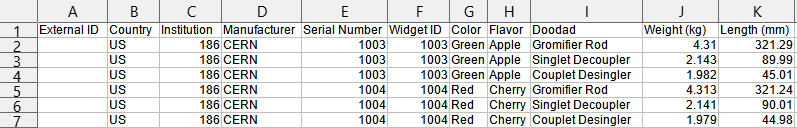 A B C D E F G H I J K
1 External ID Country Institution Manufacturer Serial Number Widget ID Color Flavor Doodad Weight (kg) Length (mm)
2 US 186 CERN 1003 1003 Green Apple Gromifier Rod 4.31 321.29
3 US 186 CERN 1003 1003 Green Apple Singlet Decoupler 2.143 89.99
4 US 186 CERN 1003 1003 Green Apple Couplet Desingler 1.982 45.01
5 US 186 CERN 1004 1004 Red Cherry Gromifier Rod 4.313 321.24
6 US 186 CERN 1004 1004 Red Cherry Singlet Decoupler 2.141 90.01
7 US 186 CERN 1004 1004 Red Cherry Couplet Desingler 1.979 44.98